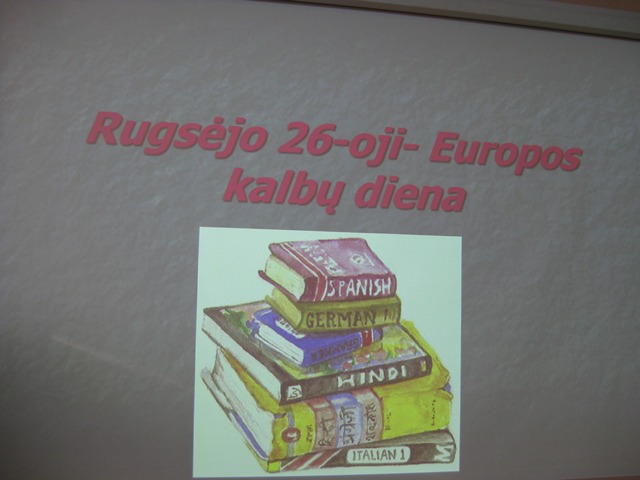 Rugsėjo 26-oji- Europos
kalbų diena
SPANISH
GERMAN
HINDI
ITALIAN 1
M